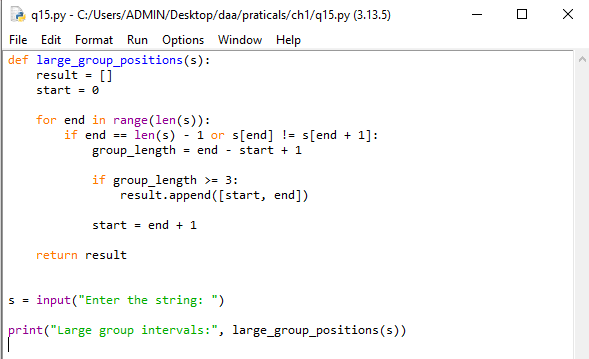 q15.py - C:/Users/ADMIN/Desktop/daa/praticals/ch1/q15.py (3.13.5)
File Edit Format Run Options Window Help
def large_group_positions(s):
    result = []
    start = 0

    for end in range(len(s)):
        if end == len(s) - 1 or s[end] != s[end + 1]:
            group_length = end - start + 1

            if group_length >= 3:
                result.append([start, end])

            start = end + 1

    return result


s = input("Enter the string: ")

print("Large group intervals:", large_group_positions(s))